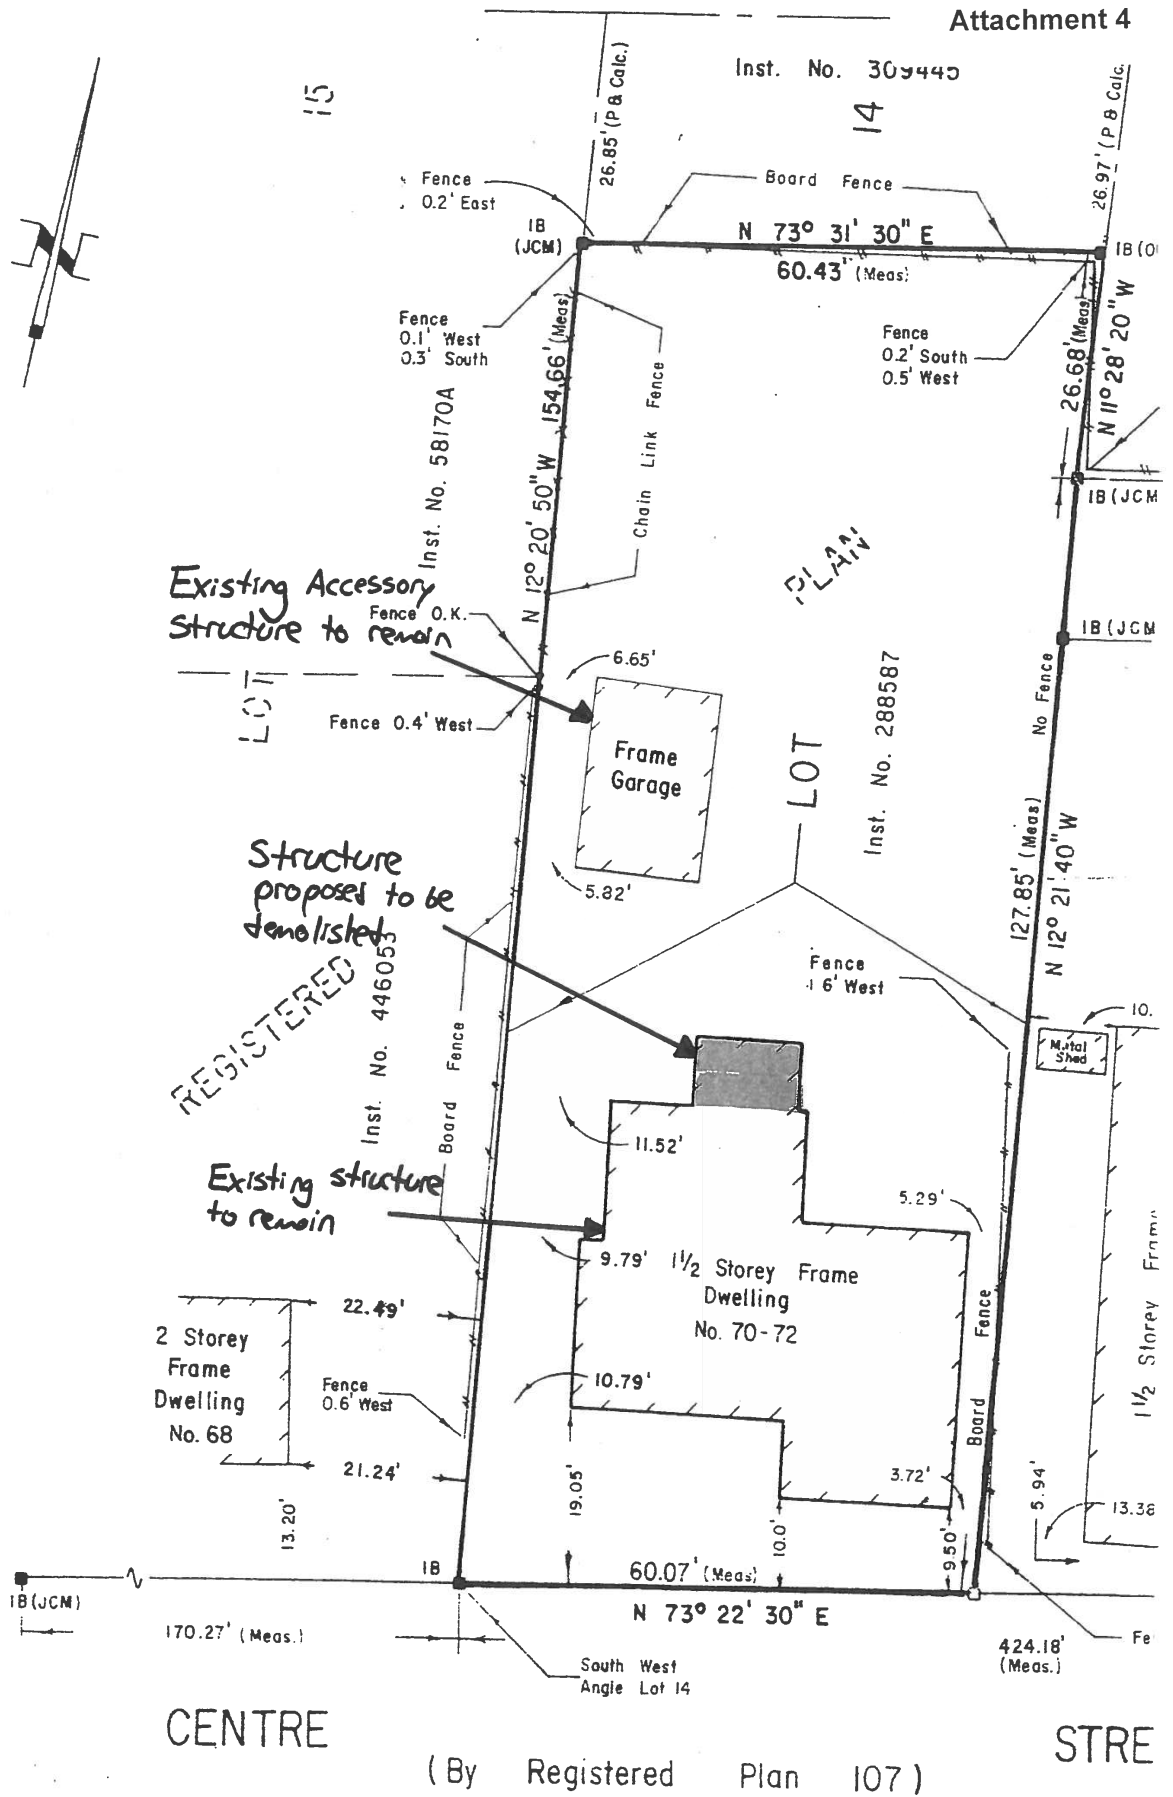 Attachment 4
Inst. No. 309445
15
14
26.85' (P & Calc.)
26.97' (P & Calc.
Fence
0.2' East
Board Fence
IB
(JCM)
N 73° 31' 30" E
60.43' (Meas)
IB (O
Fence
0.1' West
0.3' South
Fence
0.2' South
0.5' West
154.66' (Meas)
N 12° 20' 50" W
Chain Link Fence
26.68' (Meas)
N 11° 28' 20" W
Inst. No. 58170A
IB (JCM
Existing Accessory
Structure to remain
Fence O.K.
PLAN
IB (JCM
LOT
6.65'
Fence 0.4' West
Frame
Garage
LOT
Inst. No. 288587
No Fence
5.82'
127.85' (Meas)
N 12° 21' 40" W
Structure
proposed to be
demolished
REGISTERED
Inst. No. 446053
Board Fence
Fence
1.6' West
10.
Metal
Shed
11.52'
Existing structure
to remain
5.29'
9.79'
1 1/2 Storey Frame
Dwelling
No. 70-72
Board Fence
1 1/2 Storey Frame
22.49'
2 Storey
Frame
Dwelling
No. 68
Fence
0.6' West
10.79'
21.24'
3.72'
13.20'
19.05'
10.0'
9.50'
5.94'
13.38
IB
60.07' (Meas)
N 73° 22' 30" E
IB (JCM)
170.27' (Meas.)
South West
Angle Lot 14
424.18'
(Meas.)
Fe
CENTRE STRE
(By Registered Plan 107)